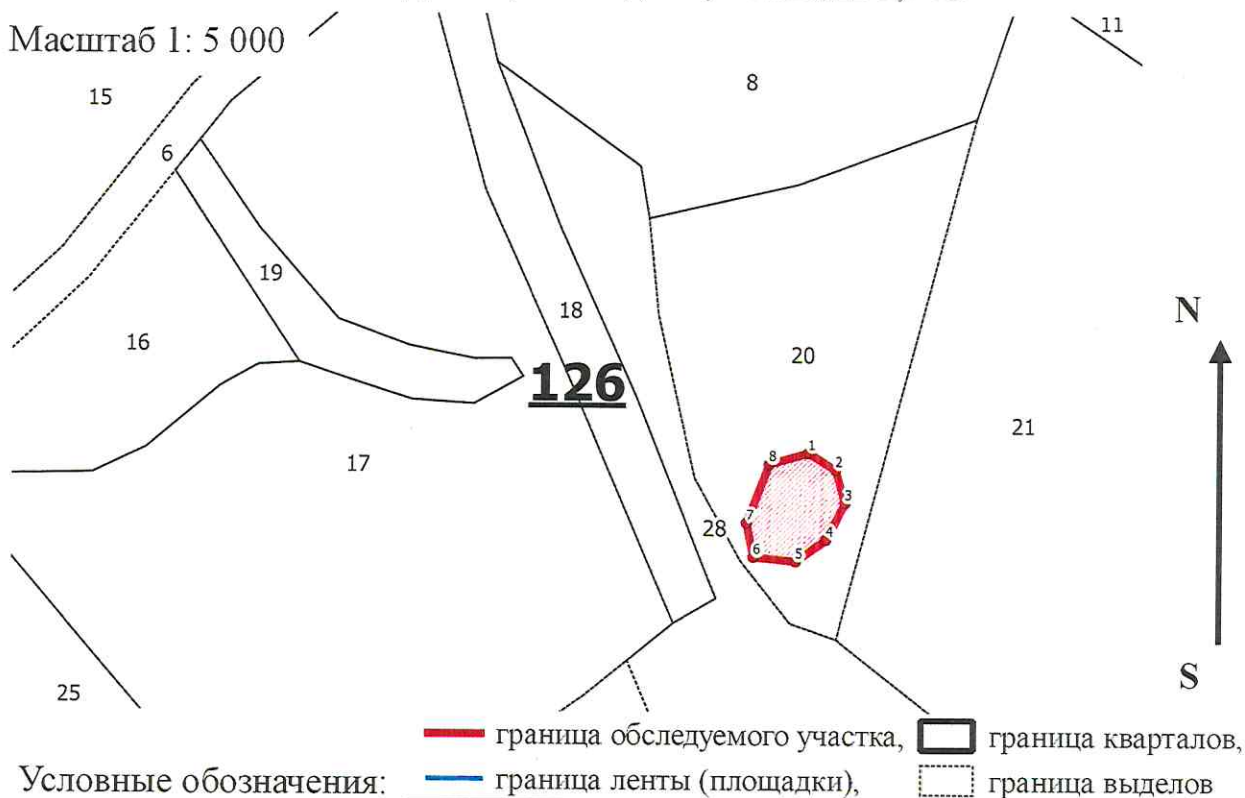 Масштаб 1: 5 000
11
8
15
6
19
18
N
16
20
126
21
17
1
8
2
3
7
28
4
6
5
25
S
граница обследуемого участка,
граница кварталов,
Условные обозначения:
граница ленты (площадки),
граница выделов